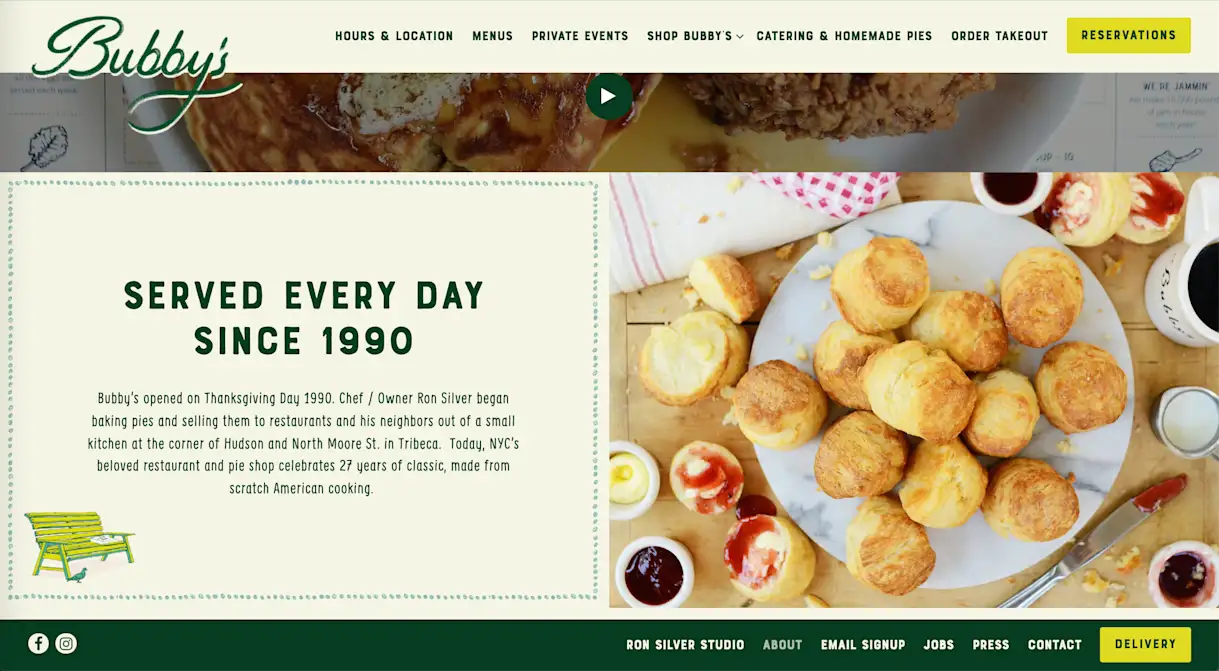 Bubby's
HOURS & LOCATION MENUS PRIVATE EVENTS SHOP BUBBY'S CATERING & HOMEMADE PIES ORDER TAKEOUT RESERVATIONS
served each week.
WE'RE JAMMIN'
SERVED EVERY DAY
SINCE 1990
Bubby's opened on Thanksgiving Day 1990. Chef / Owner Ron Silver began
baking pies and selling them to restaurants and his neighbors out of a small
kitchen at the corner of Hudson and North Moore St. in Tribeca. Today, NYC's
beloved restaurant and pie shop celebrates 27 years of classic, made from
scratch American cooking.
Bubby's
RON SILVER STUDIO ABOUT EMAIL SIGNUP JOBS PRESS CONTACT DELIVERY